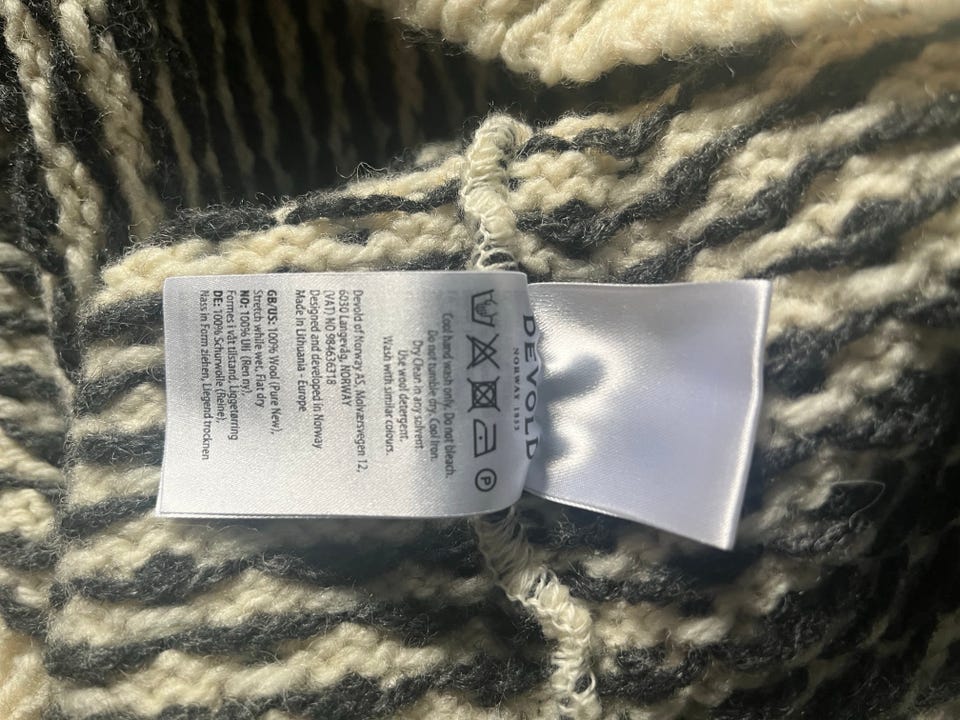 DEVOLD
NORWAY 1853
P
Cool hand wash only. Do not bleach.
Do not tumble dry. Cool Iron.
Dry Clean in any solvent.
Use wool detergent.
Wash with similar colours.
Devold of Norway AS, Molværsvegen 12,
6030 Langevåg, NORWAY
(VAT) NO 984636318
Designed and developed in Norway
Made in Lithuania - Europe
GB/US: 100% Wool (Pure New),
Stretch while wet, Flat dry
NO: 100% Ull (Ren ny),
Formes i våt tilstand. Liggetørring
DE: 100% Schurwolle (Reine),
Nass in Form ziehen, Liegend trocknen